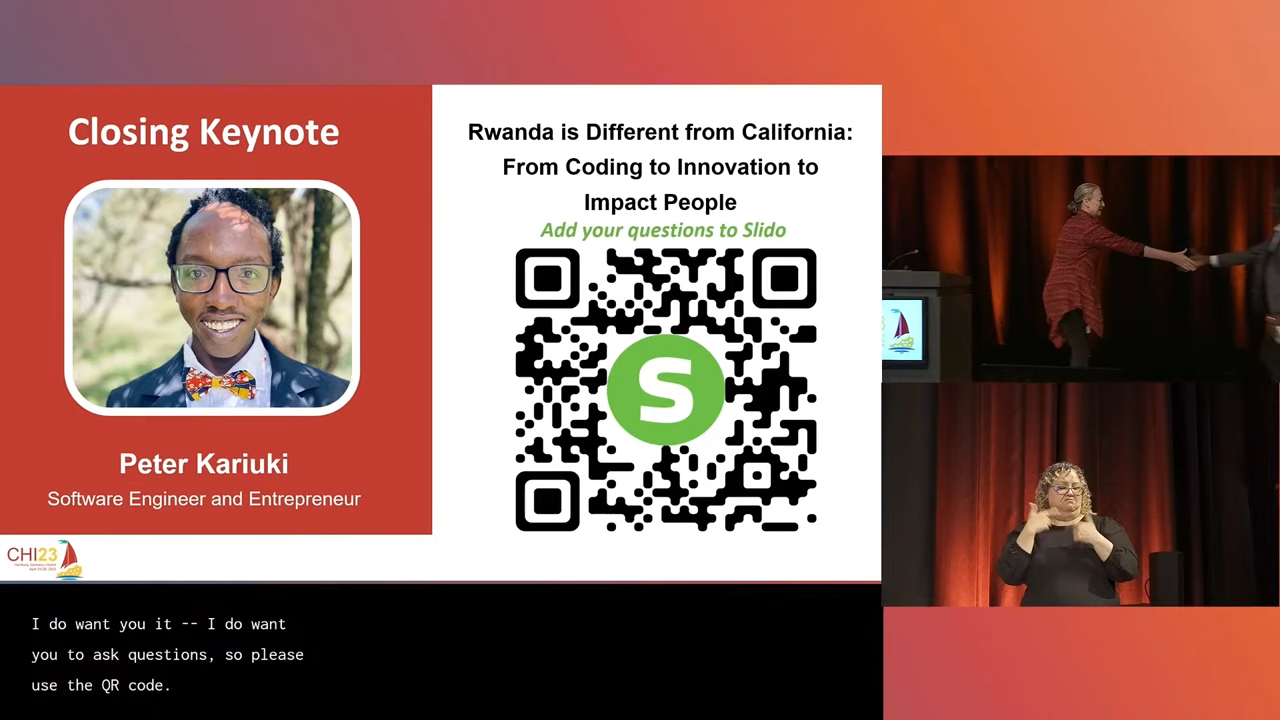 Closing Keynote
Peter Kariuki
Software Engineer and Entrepreneur
Rwanda is Different from California:
From Coding to Innovation to
Impact People
Add your questions to Slido
S
CHI23
I do want you it -- I do want
you to ask questions, so please
use the QR code.